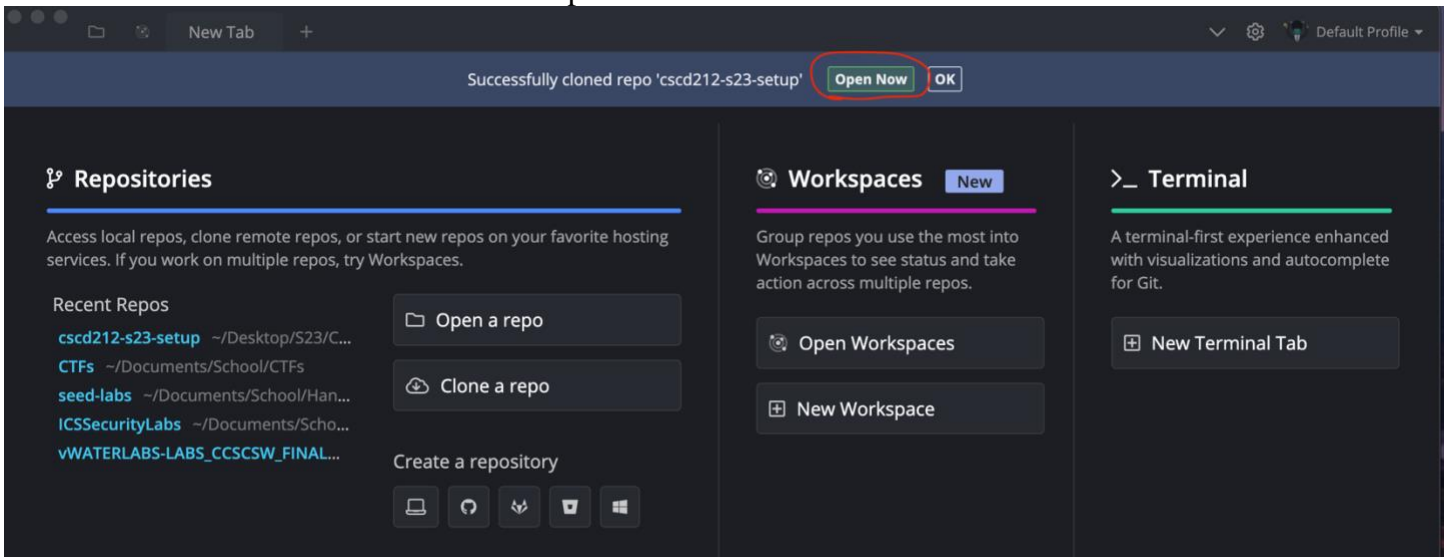 New Tab
Default Profile
Successfully cloned repo 'cscd212-s23-setup' Open Now OK
Repositories
Access local repos, clone remote repos, or start new repos on your favorite hosting
services. If you work on multiple repos, try Workspaces.
Recent Repos
cscd212-s23-setup ~/Desktop/S23/C...
CTFs ~/Documents/School/CTFs
seed-labs ~/Documents/School/Han...
ICSSecurityLabs ~/Documents/Scho...
vWATERLABS-LABS_CCSCSW_FINAL...
Open a repo
Clone a repo
Create a repository
Workspaces New
Group repos you use the most into
Workspaces to see status and take
action across multiple repos.
Open Workspaces
New Workspace
>_ Terminal
A terminal-first experience enhanced
with visualizations and autocomplete
for Git.
New Terminal Tab